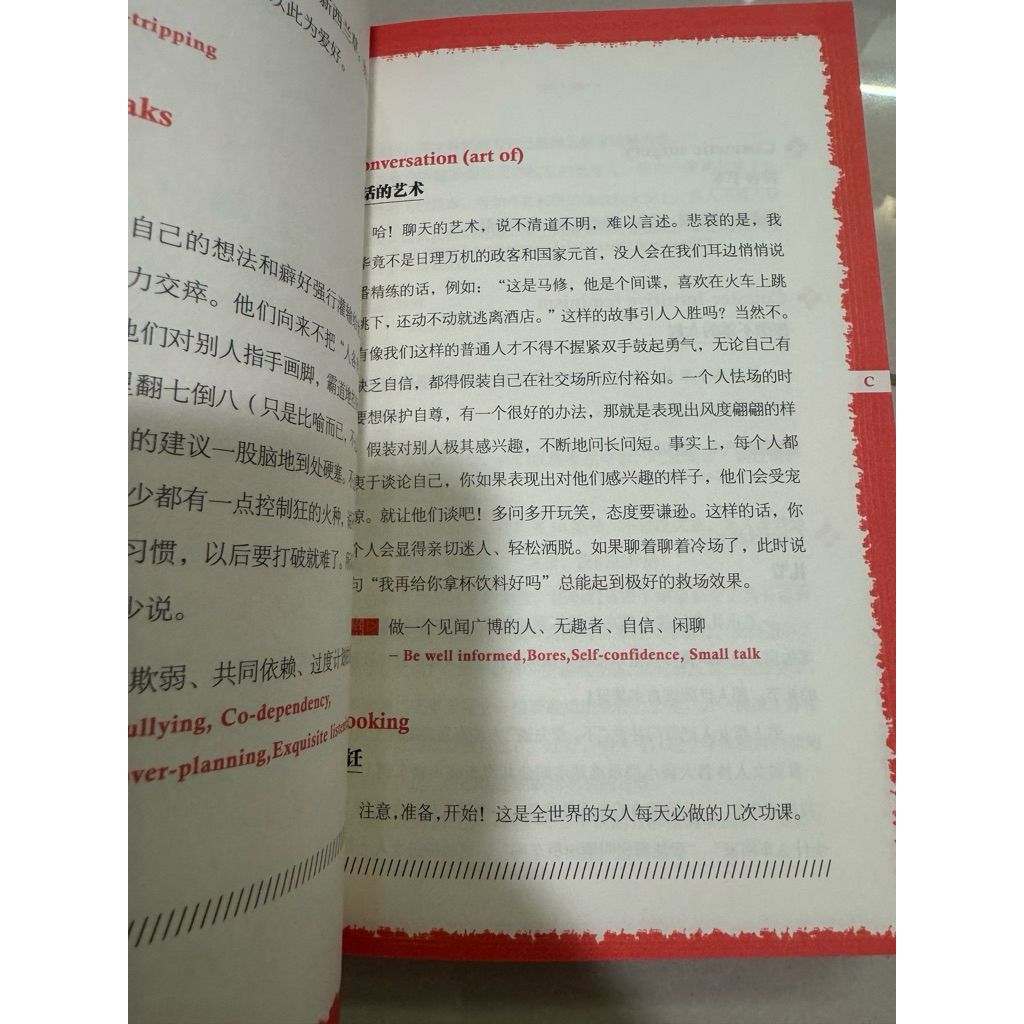 -tripping
此为爱好。
aks
自己的想法和癖好强行灌输
力交瘁。他们向来不把“人
他们对别人指手画脚，霸道地
翻七倒八（只是比喻而已，不
的建议一股脑地到处硬塞。不
少都有一点控制狂的火种，
习惯，以后要打破就难了。
少说。
欺弱、共同依赖、过度计划
ullying, Co-dependency,
ver-planning,Exquisite listen
onversation (art of)
话的艺术
哈！聊天的艺术，说不清道不明，难以言述。悲哀的是，我
毕竟不是日理万机的政客和国家元首，没人会在我们耳边悄悄说
精练的话，例如：“这是马修，他是个间谍，喜欢在火车上跳
跳下，还动不动就逃离酒店。”这样的故事引人入胜吗？当然不。
有像我们这样的普通人才不得不握紧双手鼓起勇气，无论自己有
缺乏自信，都得假装自己在社交场所应付裕如。一个人怯场的时
要想保护自尊，有一个很好的办法，那就是表现出风度翩翩的样
假装对别人极其感兴趣，不断地问长问短。事实上，每个人都
衷于谈论自己，你如果表现出对他们感兴趣的样子，他们会受宠
惊。就让他们谈吧！多问多开玩笑，态度要谦逊。这样的话，你
个人会显得亲切迷人、轻松洒脱。如果聊着聊着冷场了，此时说
句“我再给你拿杯饮料好吗”总能起到极好的救场效果。
做一个见闻广博的人、无趣者、自信、闲聊
– Be well informed,Bores,Self-confidence, Small talk
ooking
饪
注意，准备，开始！这是全世界的女人每天必做的几次功课。
C